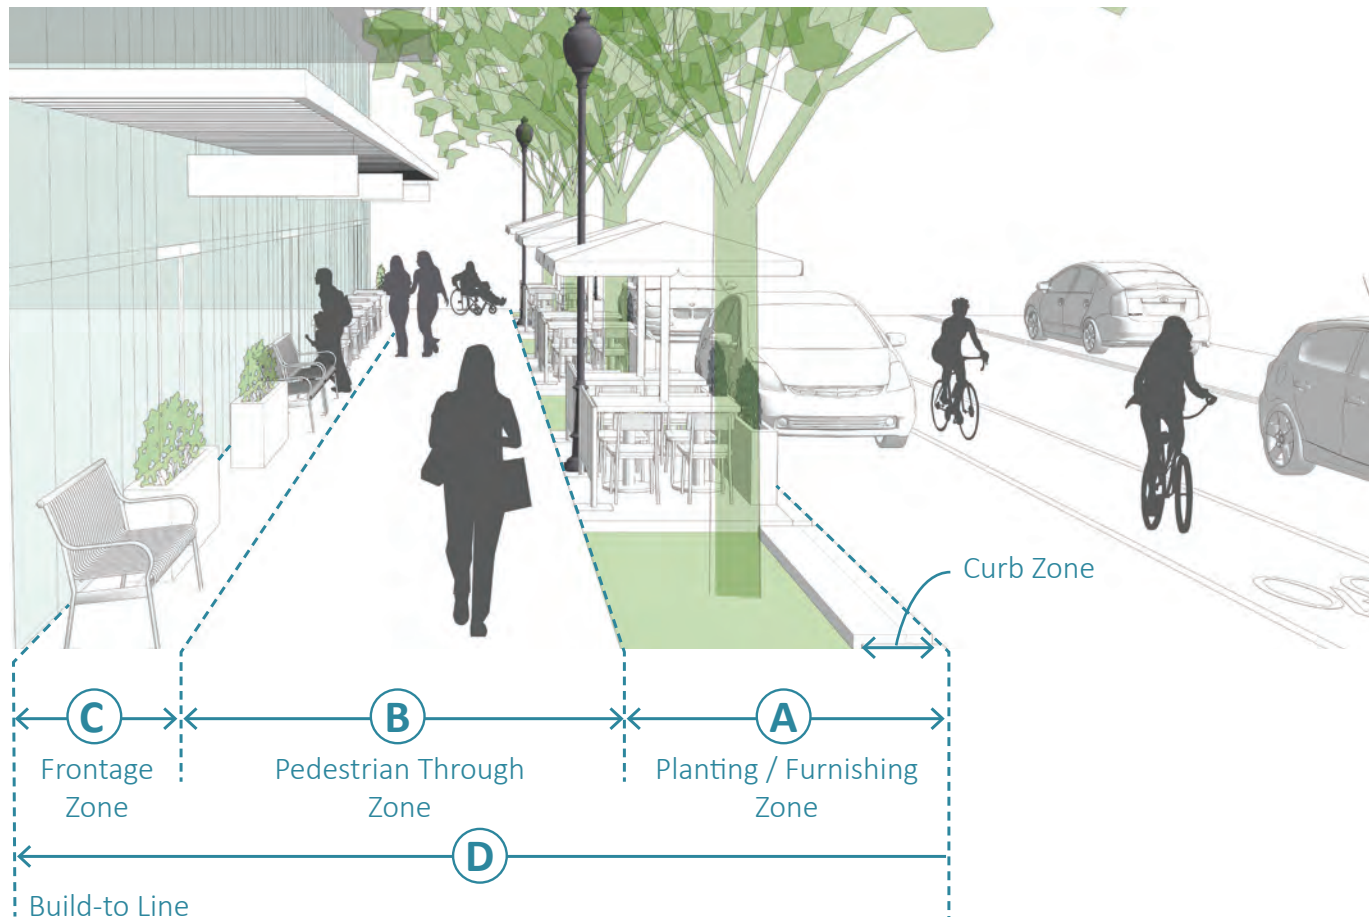 Curb Zone
C
B
A
Frontage
Zone
Pedestrian Through
Zone
Planting / Furnishing
Zone
D
Build-to Line